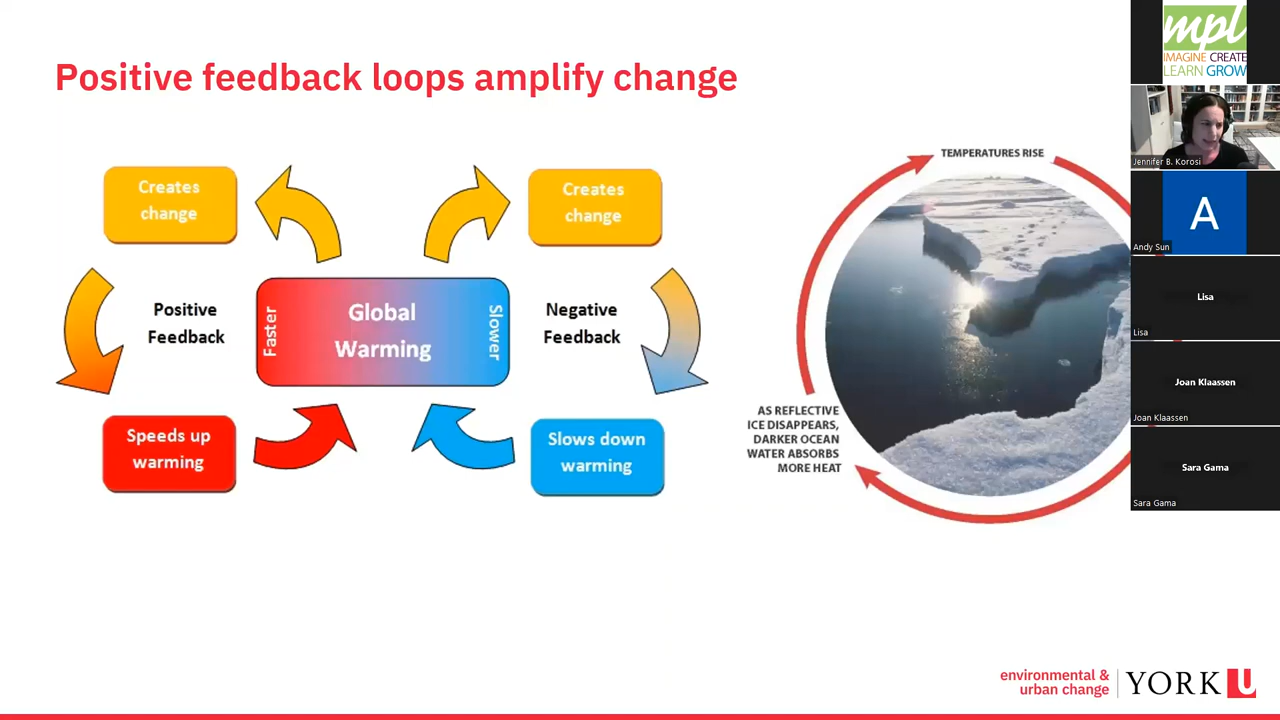 Positive feedback loops amplify change
Creates
change
Creates
change
Positive
Feedback
Faster
Global
Warming
Slower
Negative
Feedback
Speeds up
warming
Slows down
warming
TEMPERATURES RISE
AS REFLECTIVE
ICE DISAPPEARS,
DARKER OCEAN
WATER ABSORBS
MORE HEAT
mpl
IMAGINE CREATE
LEARN GROW
Jennifer B. Korosi
A
Andy Sun
Lisa
Lisa
Joan Klaassen
Joan Klaassen
Sara Gama
Sara Gama
environmental &
urban change
YORK U